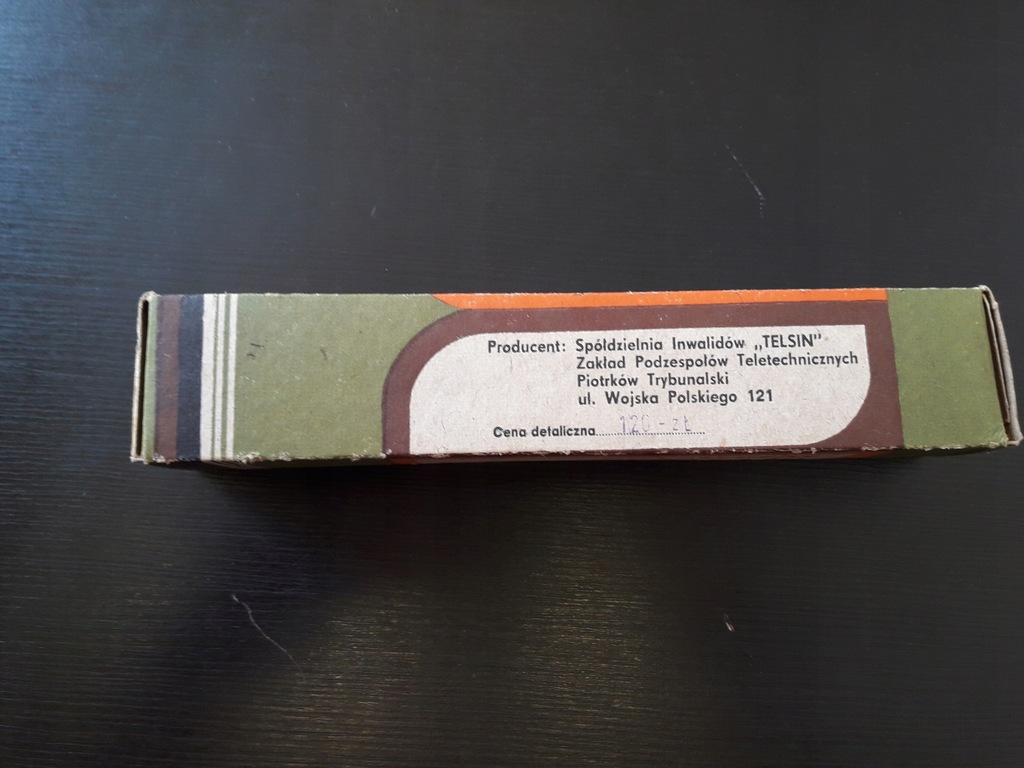 Producent: Spółdzielnia Inwalidów „TELSIN"
Zakład Podzespołów Teletechnicznych
Piotrków Trybunalski
ul. Wojska Polskiego 121
Cena detaliczna 120 - zł